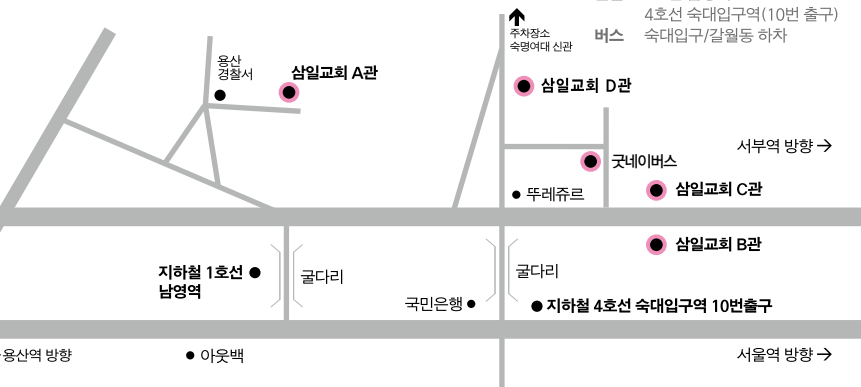 4호선 숙대입구역(10번 출구)
버스 숙대입구/갈월동 하차
주차장소
숙명여대 신관
용산
경찰서
삼일교회 A관
삼일교회 D관
서부역 방향→
굿네이버스
뚜레쥬르
삼일교회 C관
삼일교회 B관
지하철 1호선
남영역
굴다리
굴다리
국민은행
지하철 4호선 숙대입구역 10번출구
용산역 방향
아웃백
서울역 방향→